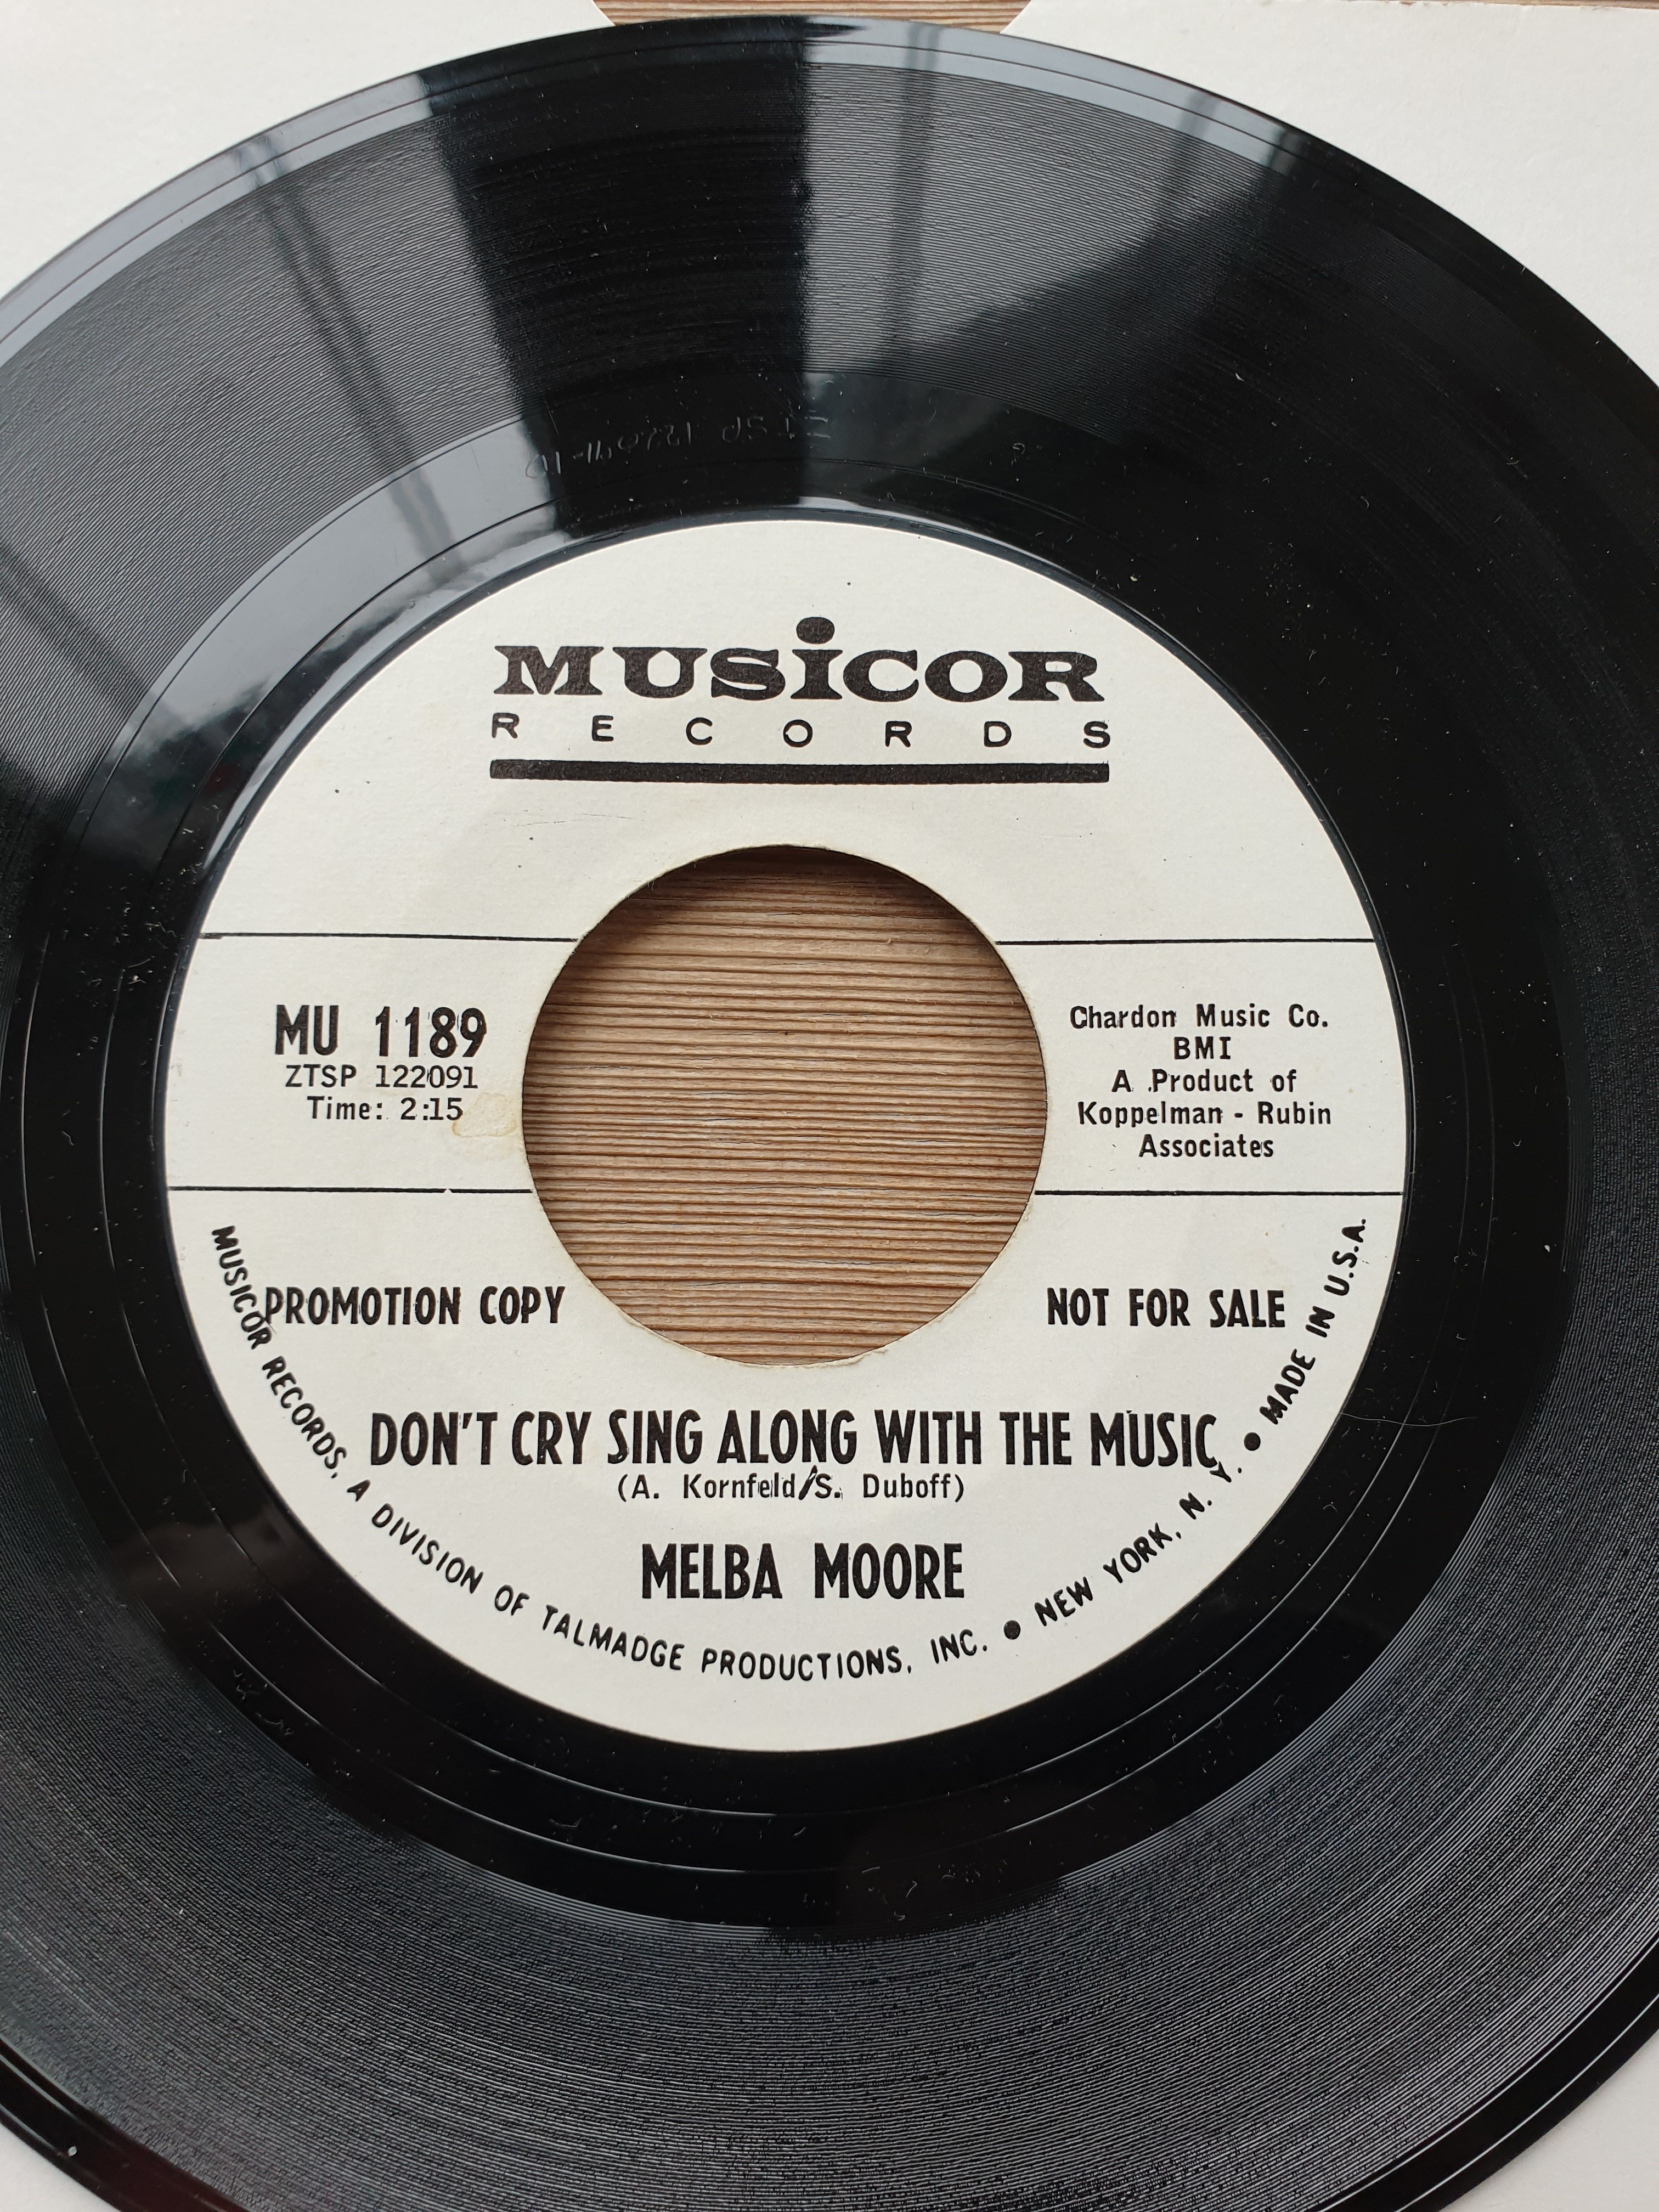 MUSiCOR
RECORDS
MU 1189
ZTSP 122091
Time: 2:15
Chardon Music Co.
BMI
A Product of
Koppelman - Rubin
Associates
PROMOTION COPY
NOT FOR SALE
DON'T CRY SING ALONG WITH THE MUSIC
(A. Kornfeld/S. Duboff)
MELBA MOORE
MUSICOR RECORDS, A DIVISION OF TALMADGE PRODUCTIONS, INC. • NEW YORK, N. Y. • MADE IN U.S.A.